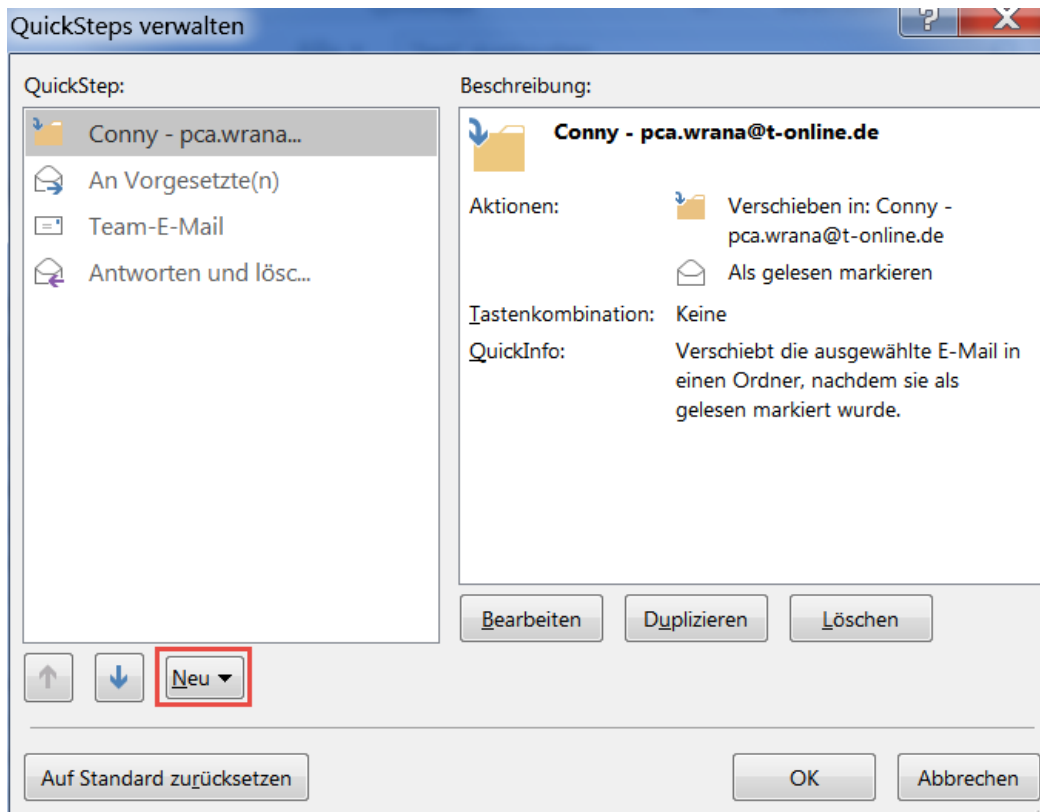 QuickSteps verwalten
?
X
QuickStep:
Conny - pca.wrana...
An Vorgesetzte(n)
Team-E-Mail
Antworten und lösc...
Neu
Beschreibung:
Conny - pca.wrana@t-online.de
Aktionen:
Verschieben in: Conny -
pca.wrana@t-online.de
Als gelesen markieren
Tastenkombination: Keine
QuickInfo: Verschiebt die ausgewählte E-Mail in
einen Ordner, nachdem sie als
gelesen markiert wurde.
Bearbeiten
Duplizieren
Löschen
Auf Standard zurücksetzen
OK
Abbrechen